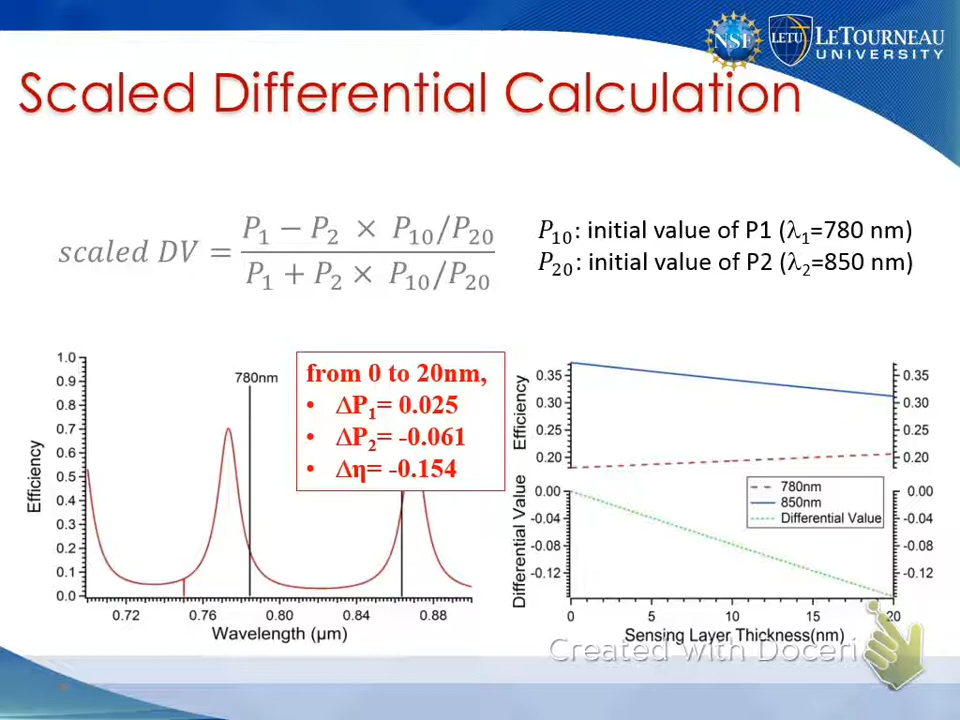 NSF
LETU
LETOURNEAU
UNIVERSITY
Scaled Differential Calculation
scaled DV = P₁ − P₂ × P₁₀/P₂₀
P₁ + P₂ × P₁₀/P₂₀
P₁₀: initial value of P1 (λ₁=780 nm)
P₂₀: initial value of P2 (λ₂=850 nm)
1.0
0.9
0.8
0.7
0.6
0.5
0.4
0.3
0.2
0.1
0.0
Efficiency
780nm
0.72 0.76 0.80 0.84 0.88
Wavelength (μm)
from 0 to 20nm,
• ΔP₁= 0.025
• ΔP₂= -0.061
• Δη= -0.154
Efficiency
0.35 0.35
0.30 0.30
0.25 0.25
0.20 0.20
780nm
850nm
Differential Value
Differential Value
0.00 0.00
-0.04 -0.04
-0.08 -0.08
-0.12 -0.12
0 5 10 15 20
Sensing Layer Thickness(nm)
Created with Doceri